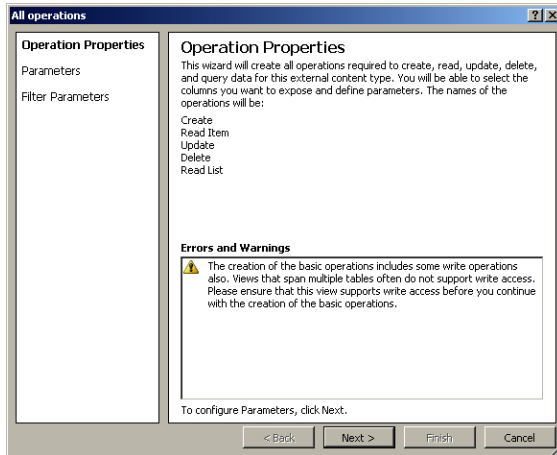 All operations
Operation Properties
Parameters
Filter Parameters
Operation Properties
This wizard will create all operations required to create, read, update, delete,
and query data for this external content type. You will be able to select the
columns you want to expose and define parameters. The names of the
operations will be:
Create
Read Item
Update
Delete
Read List
Errors and Warnings
The creation of the basic operations includes some write operations
also. Views that span multiple tables often do not support write access.
Please ensure that this view supports write access before you continue
with the creation of the basic operations.
To configure Parameters, click Next.
< Back
Next >
Finish
Cancel